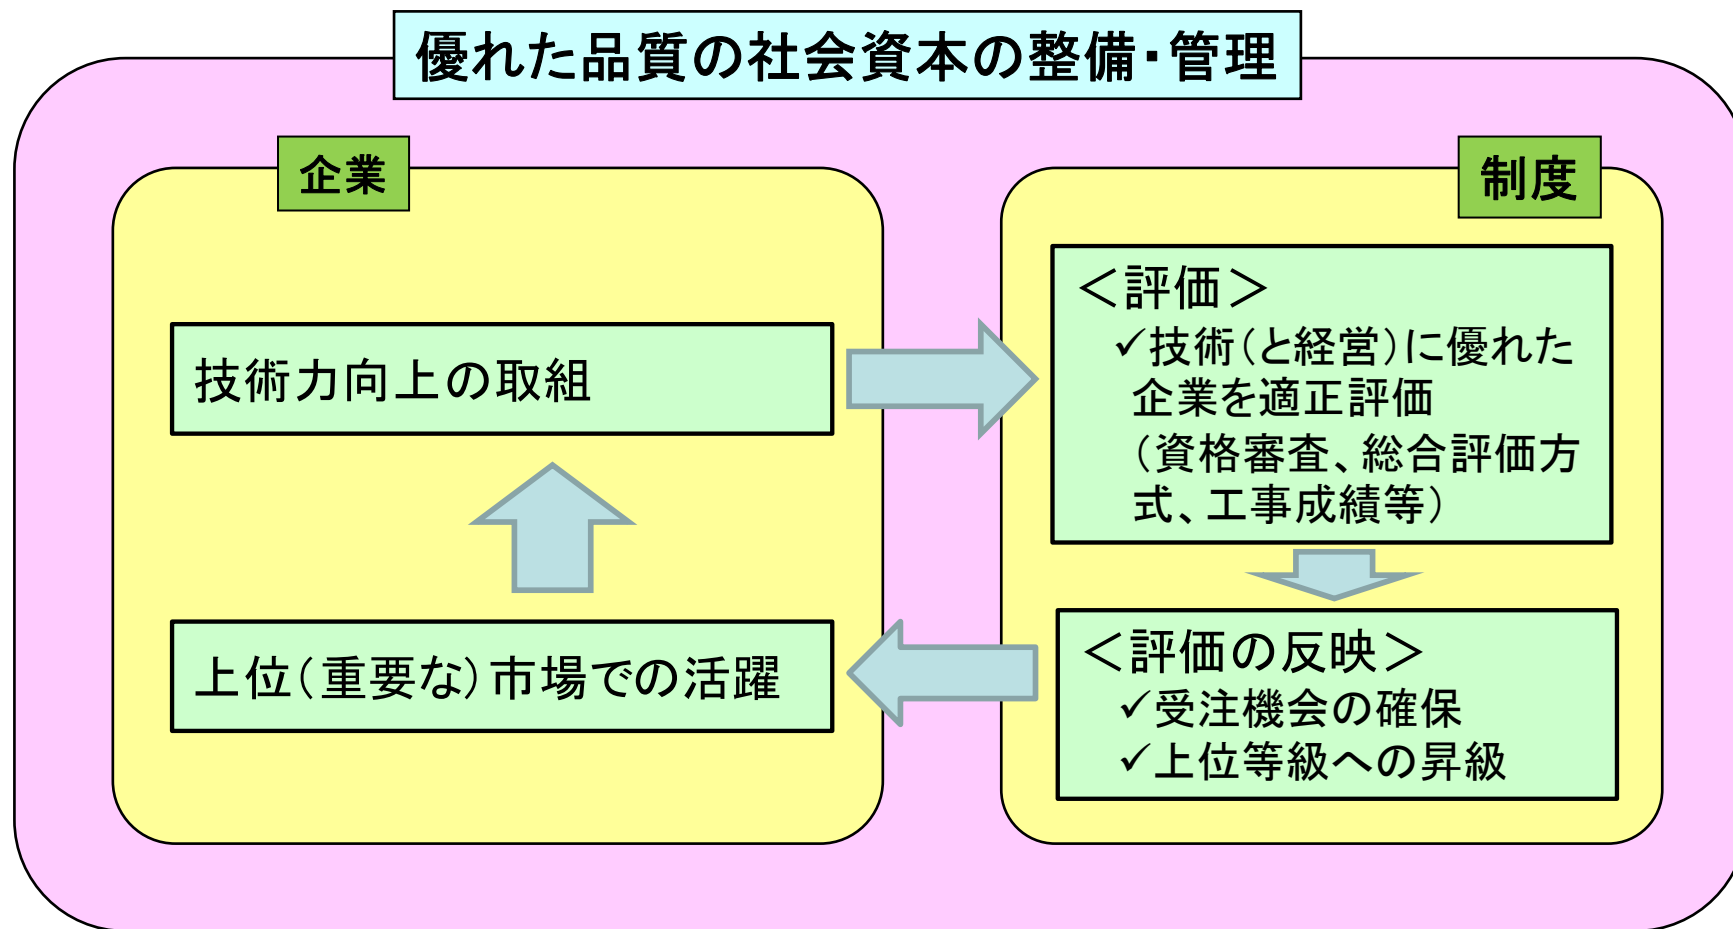 優れた品質の社会資本の整備・管理
企業
技術力向上の取組
上位（重要な）市場での活躍
制度
＜評価＞
✓技術（と経営）に優れた
企業を適正評価
（資格審査、総合評価方
式、工事成績等）
＜評価の反映＞
✓受注機会の確保
✓上位等級への昇級